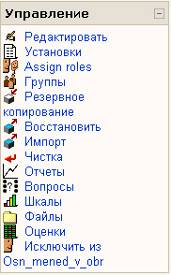 Управление
Редактировать
Установки
Assign roles
Группы
Резервное
копирование
Восстановить
Импорт
Чистка
Отчеты
Вопросы
Шкалы
Файлы
Оценки
Исключить из
Osn_mened_v_obr